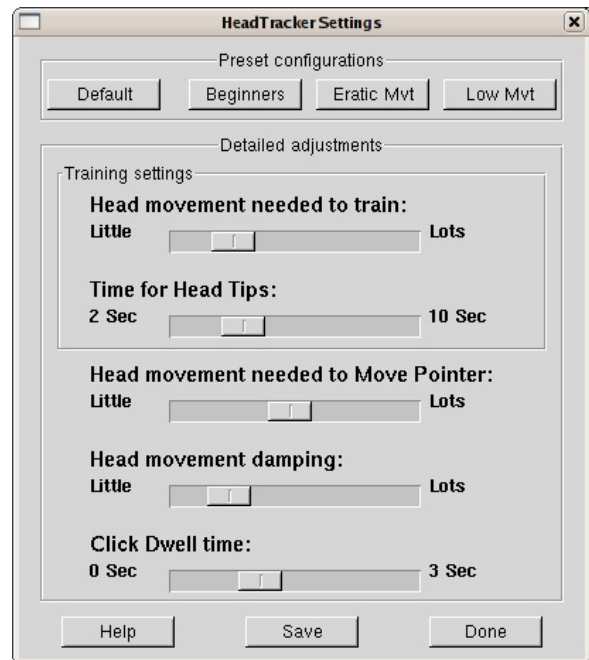 HeadTracker Settings
Preset configurations
Default Beginners Eratic Mvt Low Mvt
Detailed adjustments
Training settings
Head movement needed to train:
Little Lots
Time for Head Tips:
2 Sec 10 Sec
Head movement needed to Move Pointer:
Little Lots
Head movement damping:
Little Lots
Click Dwell time:
0 Sec 3 Sec
Help Save Done